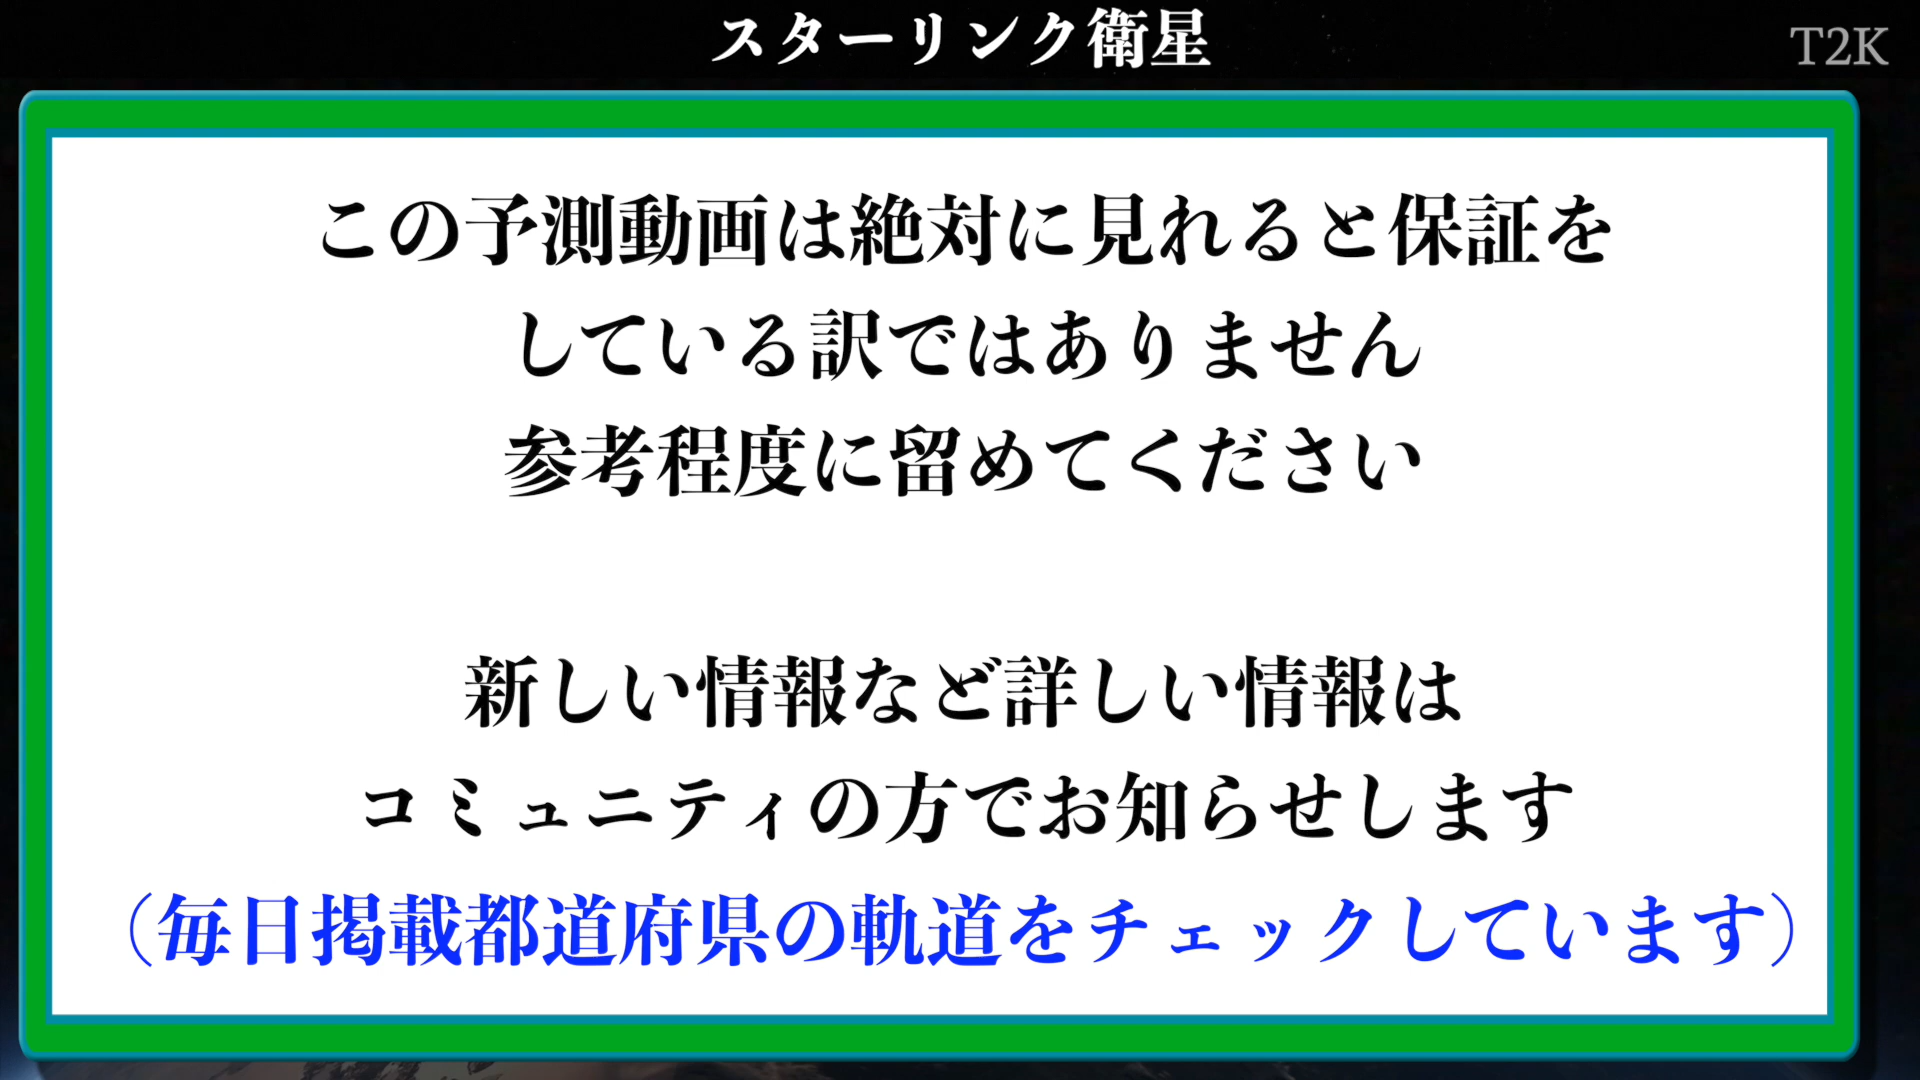 スターリンク衛星
T2K
この予測動画は絶対に見れると保証を
している訳ではありません
参考程度に留めてください
新しい情報など詳しい情報は
コミュニティの方でお知らせします
（毎日掲載都道府県の軌道をチェックしています）